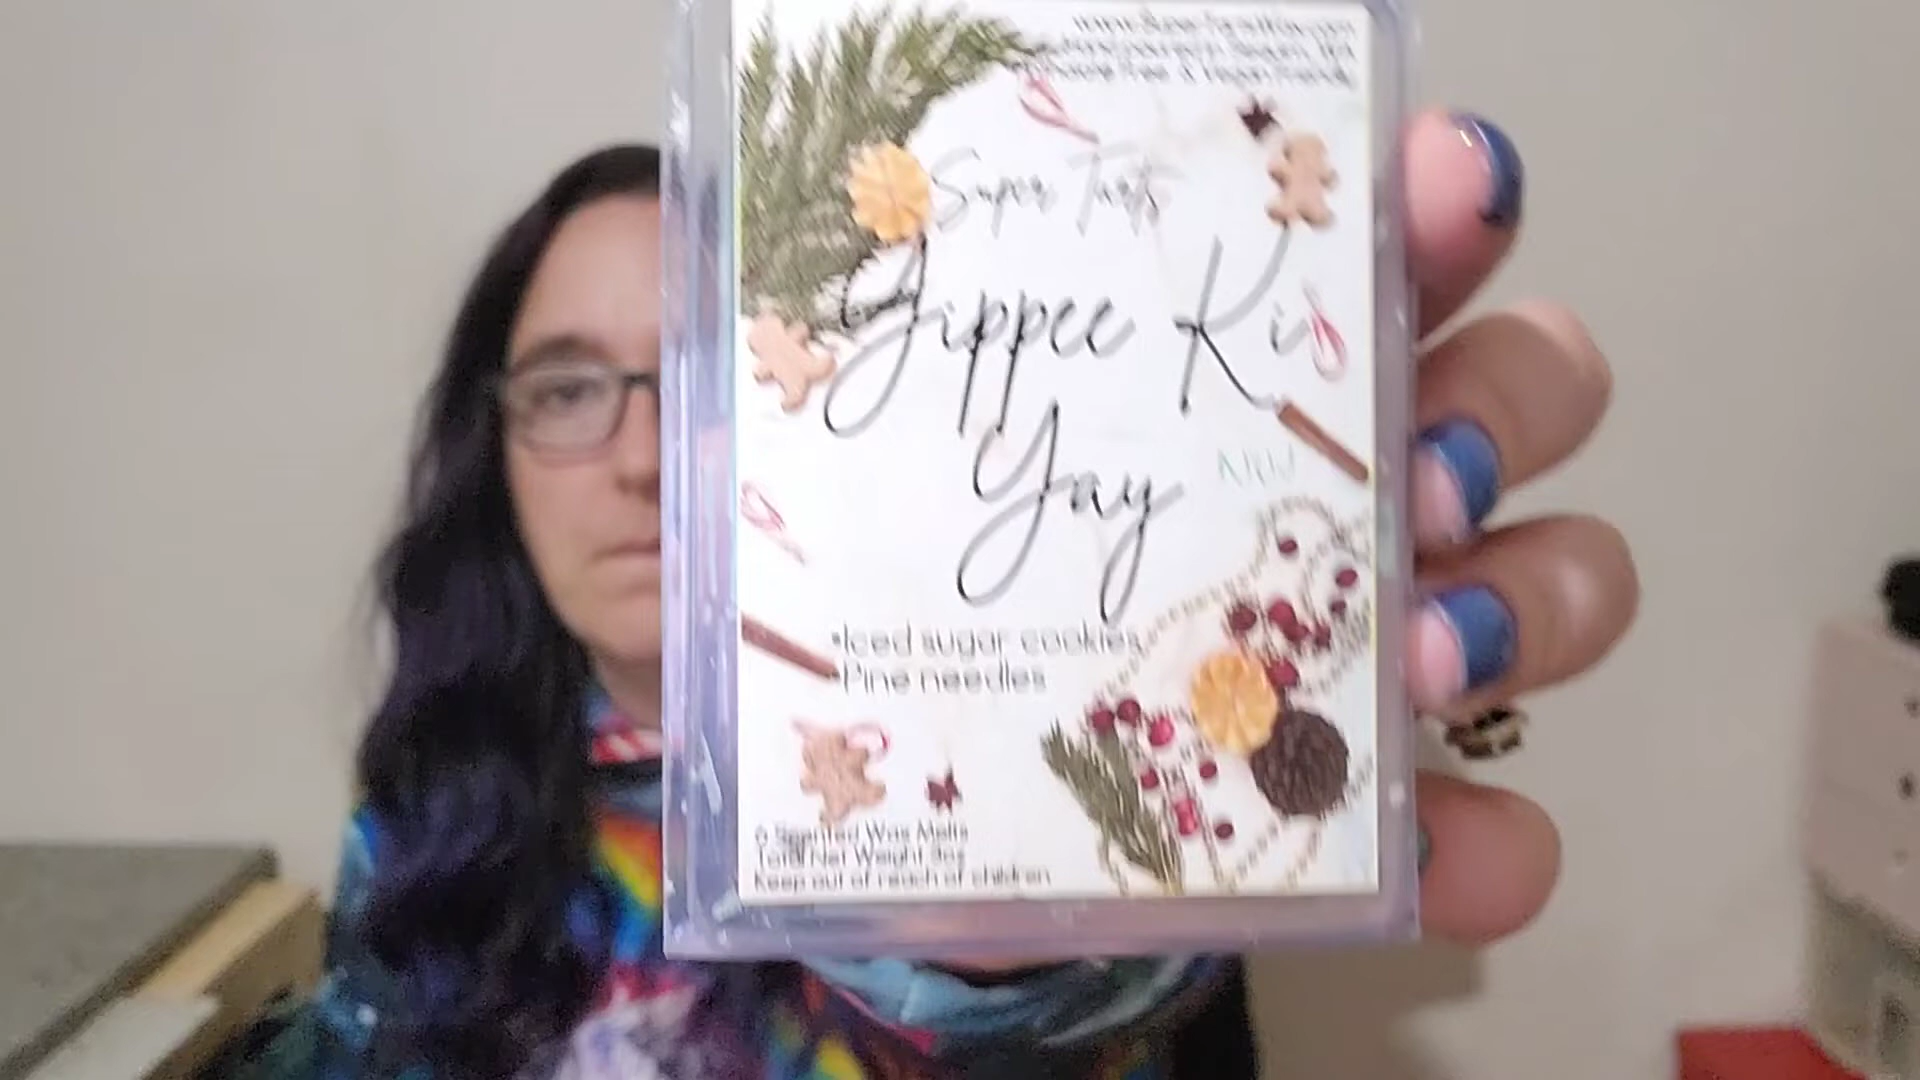 Super Tarts
Yippee Ki
Yay
NEW
•Iced sugar cookies
•Pine needles
6 Scented Wax Melts
Total Net Weight 3oz
Keep out of reach of children